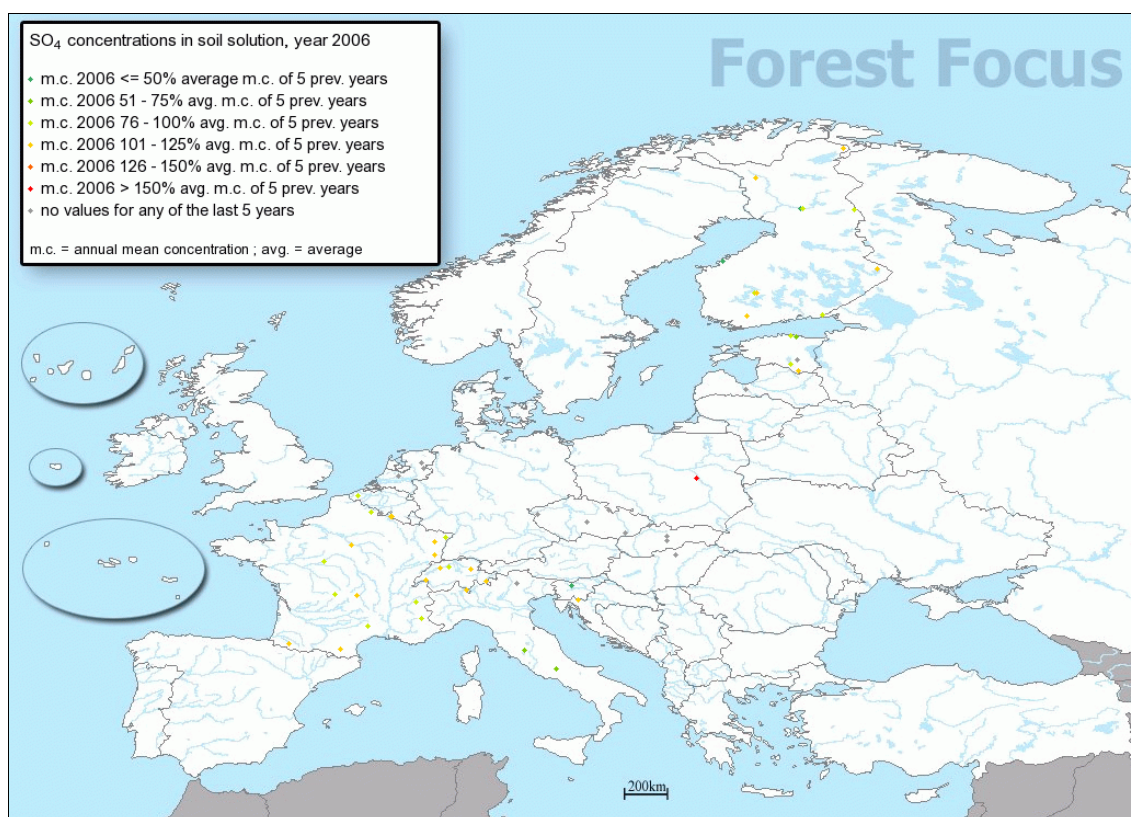 SO₄ concentrations in soil solution, year 2006
Forest Focus
m.c. 2006 <= 50% average m.c. of 5 prev. years
m.c. 2006 51 - 75% avg. m.c. of 5 prev. years
m.c. 2006 76 - 100% avg. m.c. of 5 prev. years
m.c. 2006 101 - 125% avg. m.c. of 5 prev. years
m.c. 2006 126 - 150% avg. m.c. of 5 prev. years
m.c. 2006 > 150% avg. m.c. of 5 prev. years
no values for any of the last 5 years
m.c. = annual mean concentration ; avg. = average
200km